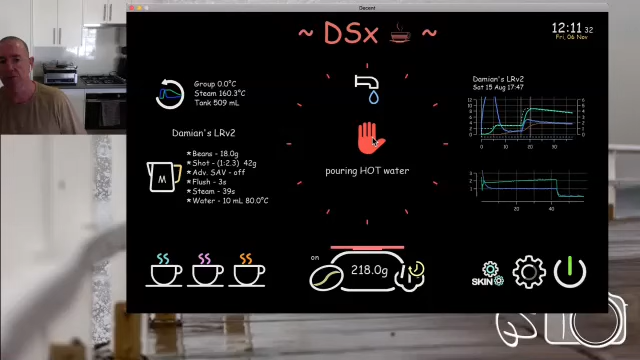 Decent
~ DSx ~
12:11 32
Fri, 06 Nov
Group 0.0°C
Steam 160.3°C
Tank 509 mL
Damian's LRv2
Sat 15 Aug 17:47
Damian's LRv2
* Beans - 18.0g
* Shot - (1:2.3) 42g
* Adv. SAV - off
* Flush - 3s
* Steam - 39s
* Water - 10 mL 80.0°C
M
pouring HOT water
on
218.0g
SKIN